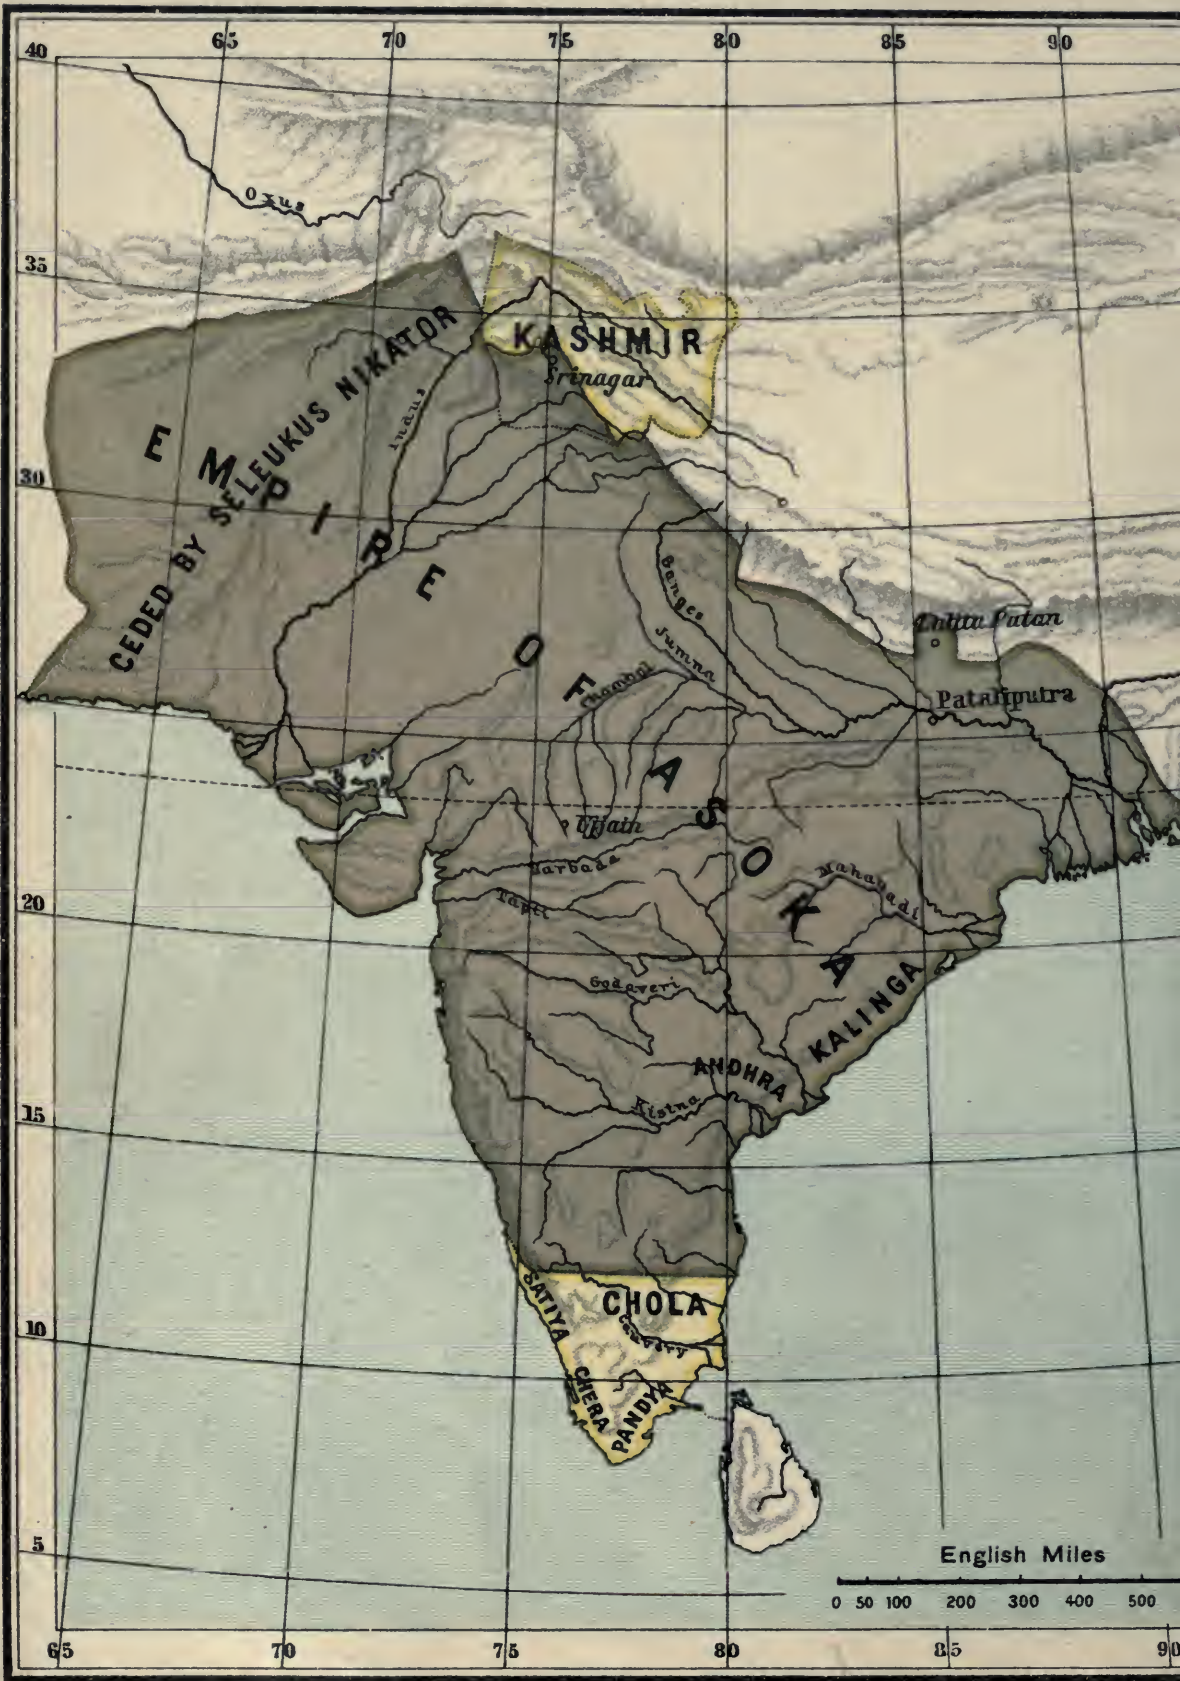 65 70 75 80 85 90
40
Oxus
35
KASHMIR
Srinagar
CEDED BY SELEUKUS NIKATOR
Indus
EMPIRE OF ASOKA
30
Ganges
Jumna
Chambal
Lalita Patan
Pataliputra
Ujjain
Narbada
Tapti
Mahanadi
20
Godaveri
KALINGA
ANDHRA
Kistna
15
SATIYA
CHOLA
Cauvery
10
CHERA
PANDYA
5
English Miles
0 50 100 200 300 400 500
65 70 75 80 85 90